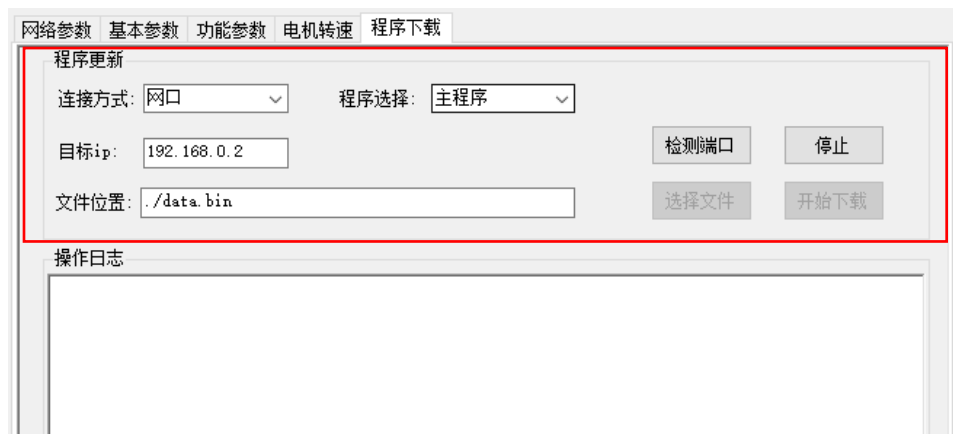 网络参数 基本参数 功能参数 电机转速 程序下载
程序更新
连接方式: 网口 程序选择: 主程序
目标ip: 192.168.0.2 检测端口 停止
文件位置: ./data.bin 选择文件 开始下载
操作日志